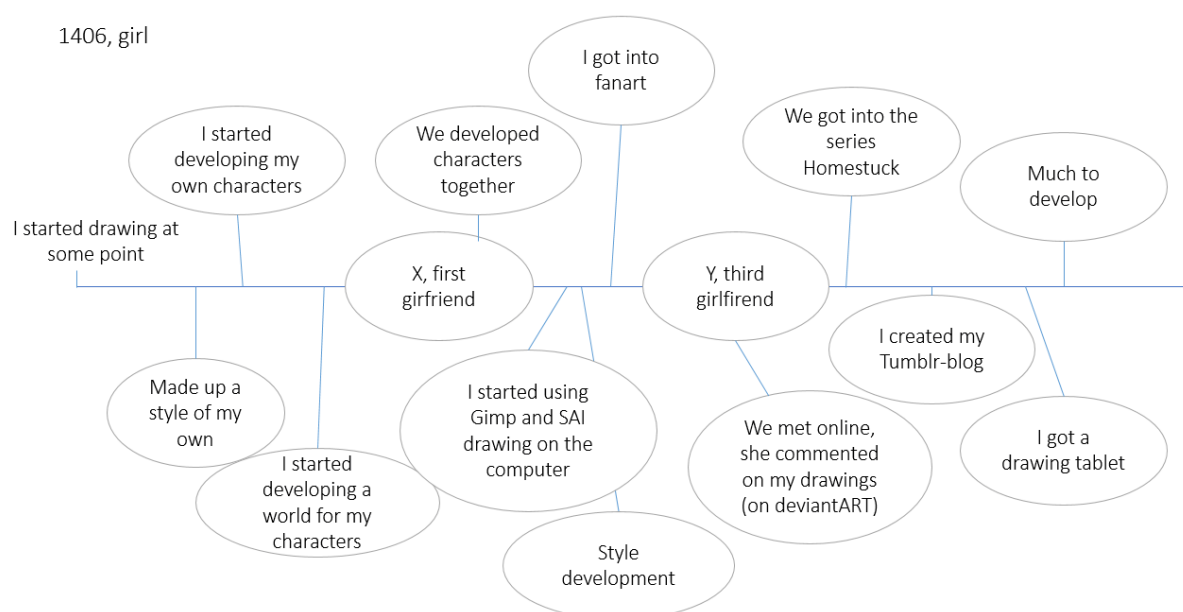 1406, girl
I started drawing at
some point
Made up a
style of my
own
I started
developing my
own characters
I started
developing a
world for my
characters
X, first
girfriend
We developed
characters
together
I started using
Gimp and SAI
drawing on the
computer
Style
development
I got into
fanart
Y, third
girlfirend
We met online,
she commented
on my drawings
(on deviantART)
We got into the
series
Homestuck
I created my
Tumblr-blog
I got a
drawing tablet
Much to
develop